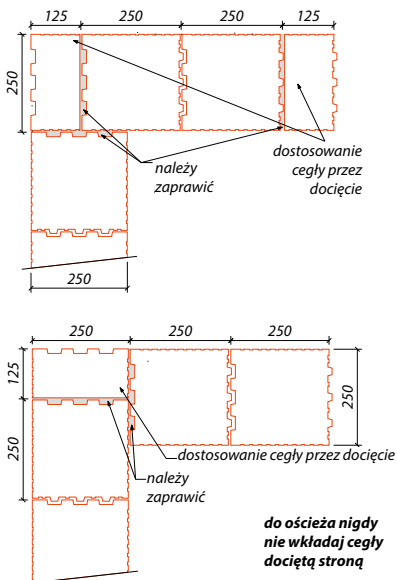 125 250 250 125
250
należy
zaprawić
dostosowanie
cegły przez
docięcie
250
250 250 250
125
250
250
dostosowanie cegły przez docięcie
należy
zaprawić
do ościeża nigdy
nie wkładaj cegły
dociętą stroną